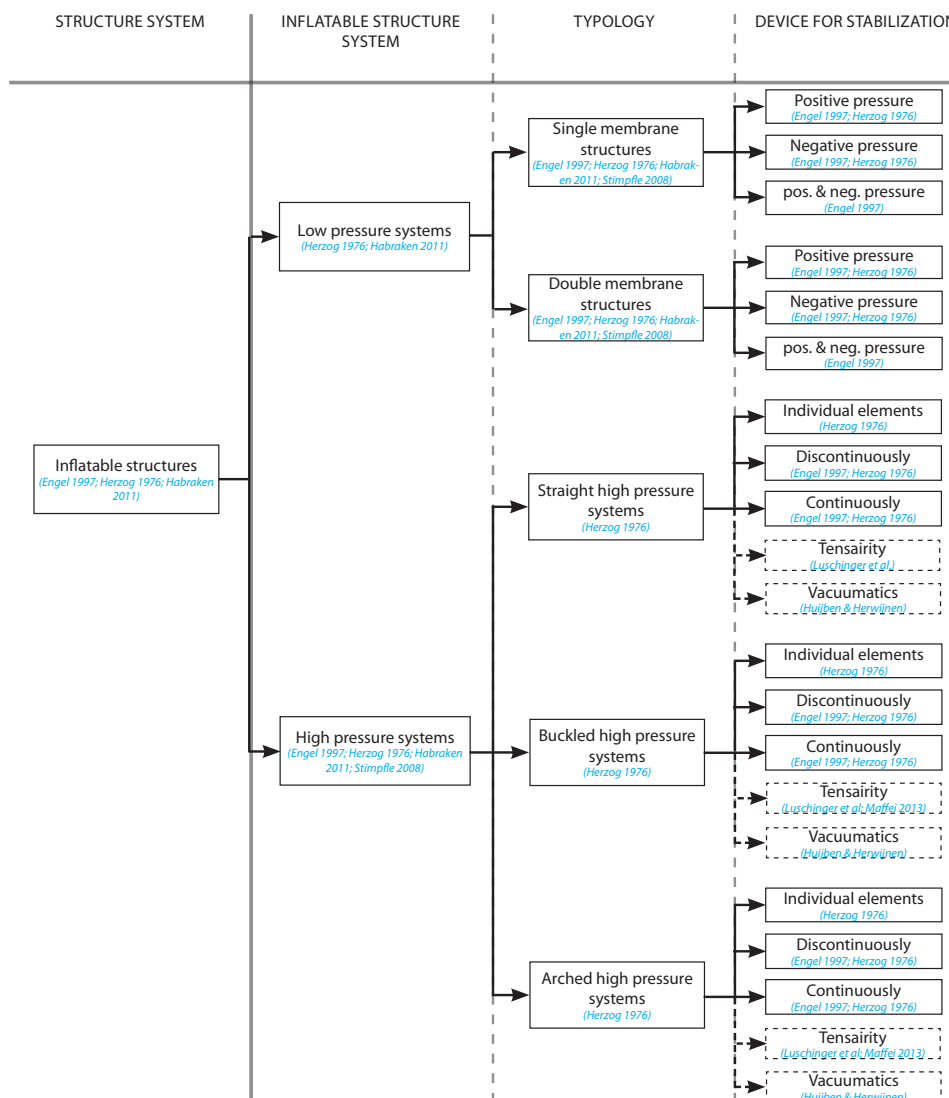 STRUCTURE SYSTEM
INFLATABLE STRUCTURE
SYSTEM
TYPOLOGY
DEVICE FOR STABILIZATION
Inflatable structures
(Engel 1997; Herzog 1976; Habraken
2011)
Low pressure systems
(Herzog 1976; Habraken 2011)
Single membrane
structures
(Engel 1997; Herzog 1976; Habrak-
en 2011; Stimpfle 2008)
Positive pressure
(Engel 1997; Herzog 1976)
Negative pressure
(Engel 1997; Herzog 1976)
pos. & neg. pressure
(Engel 1997)
Double membrane
structures
(Engel 1997; Herzog 1976; Habrak-
en 2011; Stimpfle 2008)
Positive pressure
(Engel 1997; Herzog 1976)
Negative pressure
(Engel 1997; Herzog 1976)
pos. & neg. pressure
(Engel 1997)
High pressure systems
(Engel 1997; Herzog 1976; Habraken
2011; Stimpfle 2008)
Straight high pressure
systems
(Herzog 1976)
Individual elements
(Herzog 1976)
Discontinuously
(Engel 1997; Herzog 1976)
Continuously
(Engel 1997; Herzog 1976)
Tensairity
(Luschinger et al.)
Vacuumatics
(Huijben & Herwijnen)
Buckled high pressure
systems
(Herzog 1976)
Individual elements
(Herzog 1976)
Discontinuously
(Engel 1997; Herzog 1976)
Continuously
(Engel 1997; Herzog 1976)
Tensairity
(Luschinger et al; Maffei 2013)
Vacuumatics
(Huijben & Herwijnen)
Arched high pressure
systems
(Herzog 1976)
Individual elements
(Herzog 1976)
Discontinuously
(Engel 1997; Herzog 1976)
Continuously
(Engel 1997; Herzog 1976)
Tensairity
(Luschinger et al; Maffei 2013)
Vacuumatics
(Huijben & Herwijnen)